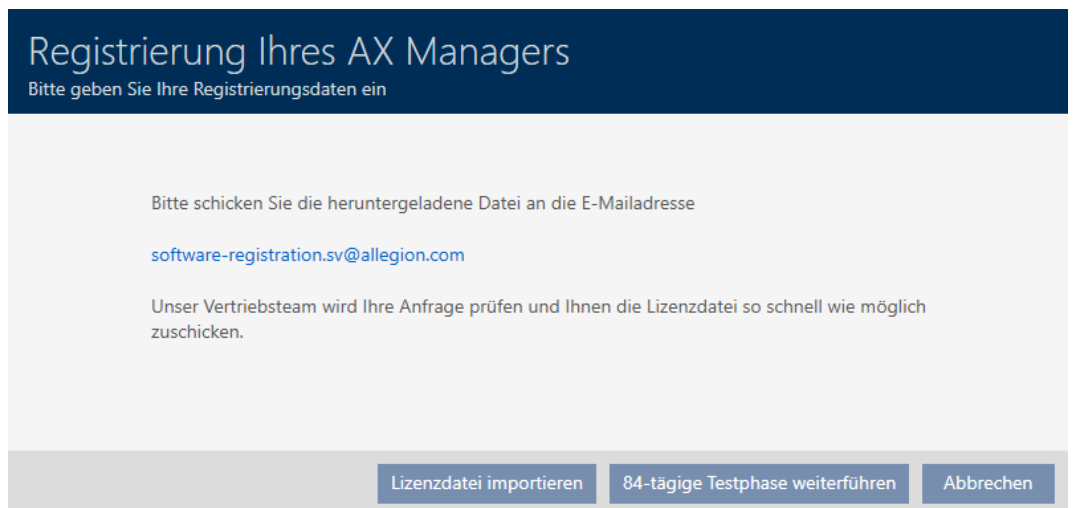 Registrierung Ihres AX Managers
Bitte geben Sie Ihre Registrierungsdaten ein
Bitte schicken Sie die heruntergeladene Datei an die E-Mailadresse
software-registration.sv@allegion.com
Unser Vertriebsteam wird Ihre Anfrage prüfen und Ihnen die Lizenzdatei so schnell wie möglich
zuschicken.
Lizenzdatei importieren 84-tägige Testphase weiterführen Abbrechen